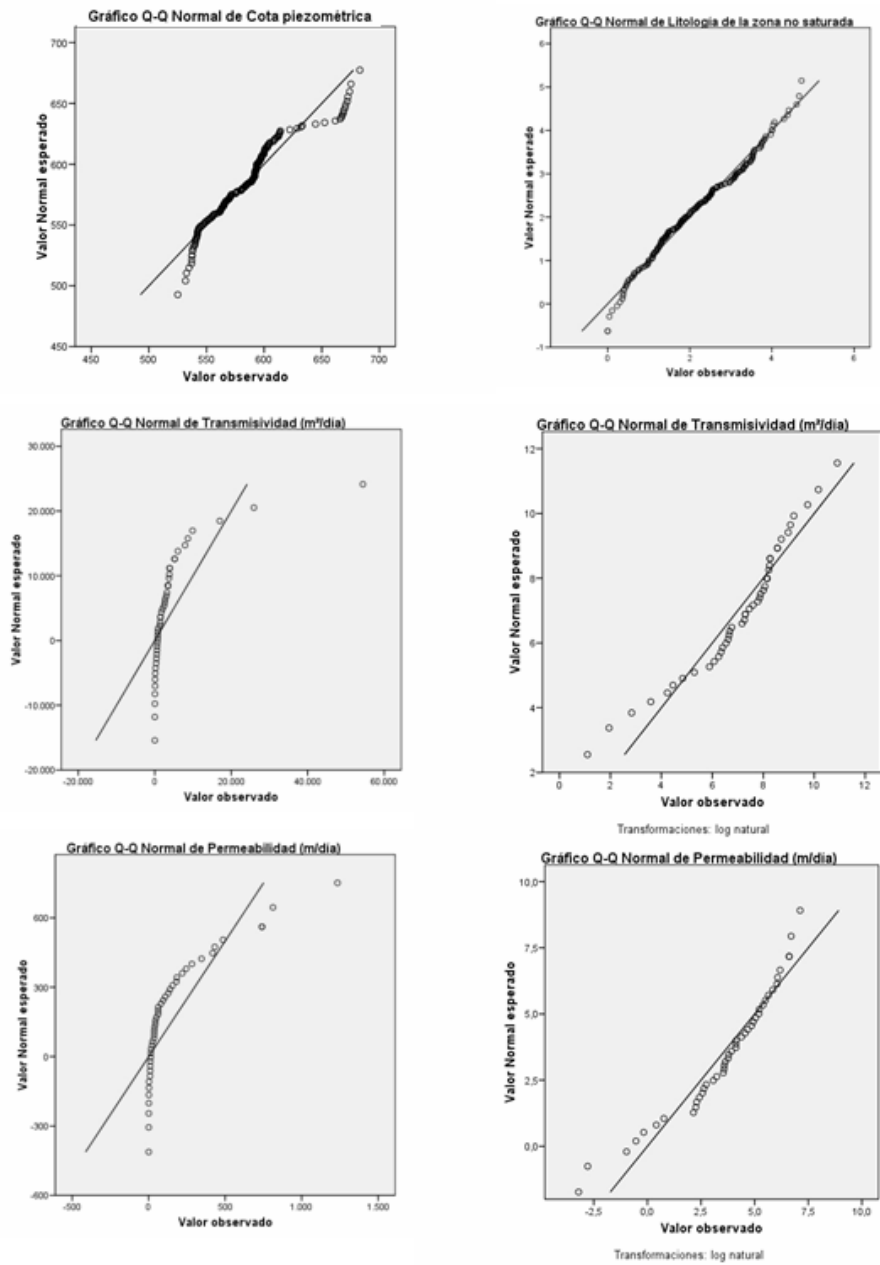 Gráfico Q-Q Normal de Cota piezométrica
Valor Normal esperado
700
650
600
550
500
450
450 500 550 600 650 700
Valor observado
Gráfico Q-Q Normal de Litología de la zona no saturada
Valor Normal esperado
6
5
4
3
2
1
0
-1
0 2 4 6
Valor observado
Gráfico Q-Q Normal de Transmisividad (m²/día)
Valor Normal esperado
30.000
20.000
10.000
0
-10.000
-20.000
-20.000 0 20.000 40.000 60.000
Valor observado
Gráfico Q-Q Normal de Transmisividad (m²/día)
Valor Normal esperado
12
10
8
6
4
2
0 2 4 6 8 10 12
Valor observado
Transformaciones: log natural
Gráfico Q-Q Normal de Permeabilidad (m/día)
Valor Normal esperado
600
300
0
-300
-600
-500 0 500 1.000 1.500
Valor observado
Gráfico Q-Q Normal de Permeabilidad (m/día)
Valor Normal esperado
10,0
7,5
5,0
2,5
0,0
-2,5 0,0 2,5 5,0 7,5 10,0
Valor observado
Transformaciones: log natural